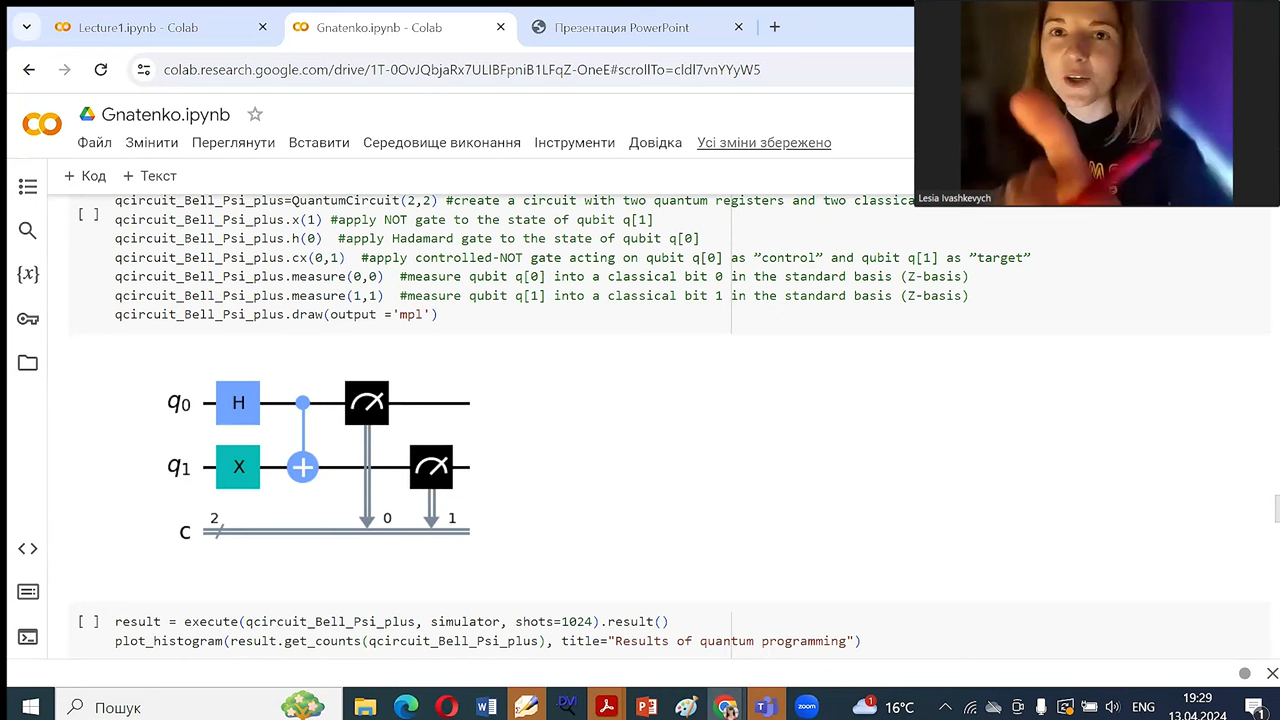 Lecture1.ipynb - Colab
Gnatenko.ipynb - Colab
Презентация PowerPoint
colab.research.google.com/drive/1T-0OvJQbjaRx7ULIBFpniB1LFqZ-OneE#scrollTo=cIdl7vnYYyW5
Gnatenko.ipynb
Файл Змінити Переглянути Вставити Середовище виконання Інструменти Довідка Усі зміни збережено
+ Код + Текст
Lesia Ivashkevych
qcircuit_Bell_Psi_plus=QuantumCircuit(2,2) #create a circuit with two quantum registers and two classica
[ ] qcircuit_Bell_Psi_plus.x(1) #apply NOT gate to the state of qubit q[1]
qcircuit_Bell_Psi_plus.h(0) #apply Hadamard gate to the state of qubit q[0]
qcircuit_Bell_Psi_plus.cx(0,1) #apply controlled-NOT gate acting on qubit q[0] as ”control” and qubit q[1] as ”target”
qcircuit_Bell_Psi_plus.measure(0,0) #measure qubit q[0] into a classical bit 0 in the standard basis (Z-basis)
qcircuit_Bell_Psi_plus.measure(1,1) #measure qubit q[1] into a classical bit 1 in the standard basis (Z-basis)
qcircuit_Bell_Psi_plus.draw(output ='mpl')
q0 H
q1 X
2 0 1
c
[ ] result = execute(qcircuit_Bell_Psi_plus, simulator, shots=1024).result()
plot_histogram(result.get_counts(qcircuit_Bell_Psi_plus), title="Results of quantum programming")
Пошук
16°C
ENG
19:29
13.04.2024